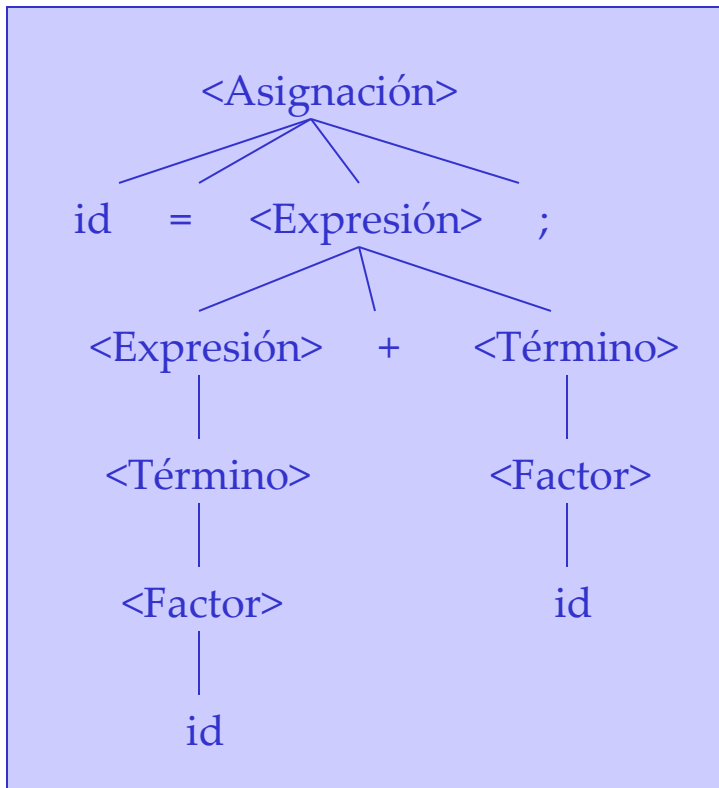 <Asignación>
id = <Expresión> ;
<Expresión> + <Término>
<Término> <Factor>
<Factor> id
id